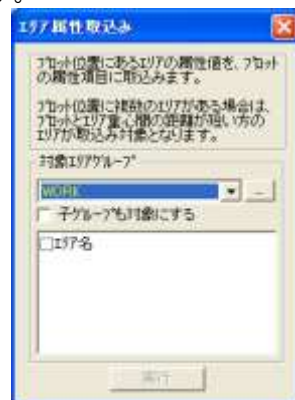 ｴﾘｱ属性取込み
ﾌﾟﾛｯﾄ位置にあるｴﾘｱの属性値を、ﾌﾟﾛｯﾄ
の属性項目に取込みます。
ﾌﾟﾛｯﾄ位置に複数のｴﾘｱがある場合は、
ﾌﾟﾛｯﾄとｴﾘｱ重心間の距離が短い方の
ｴﾘｱが取込み対象となります。
対象ｴﾘｱｸﾞﾙｰﾌﾟ
WORK
...
子ｸﾞﾙｰﾌﾟも対象にする
ｴﾘｱ名
実行